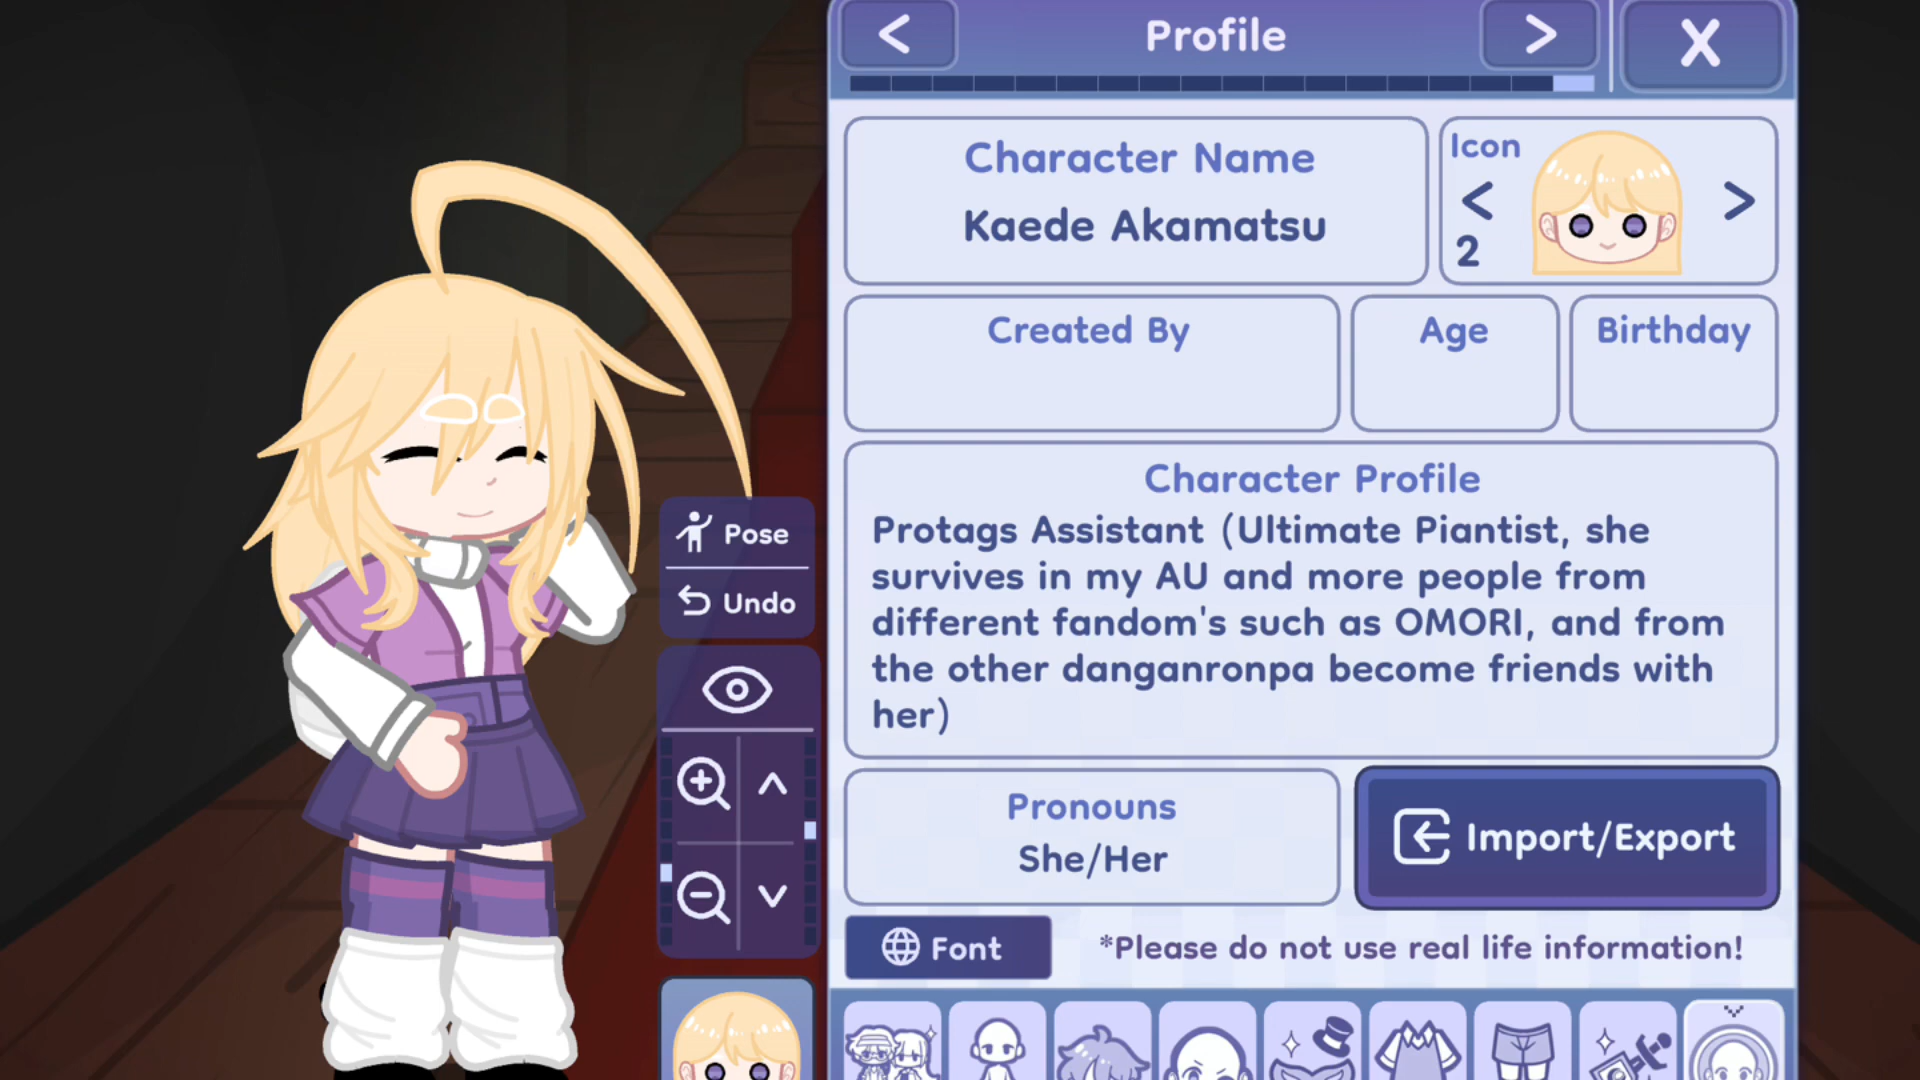 Profile
X
Character Name
Kaede Akamatsu
Icon
2
Created By
Age
Birthday
Character Profile
Protags Assistant (Ultimate Piantist, she
survives in my AU and more people from
different fandom's such as OMORI, and from
the other danganronpa become friends with
her)
Pose
Undo
Pronouns
She/Her
Import/Export
Font
*Please do not use real life information!